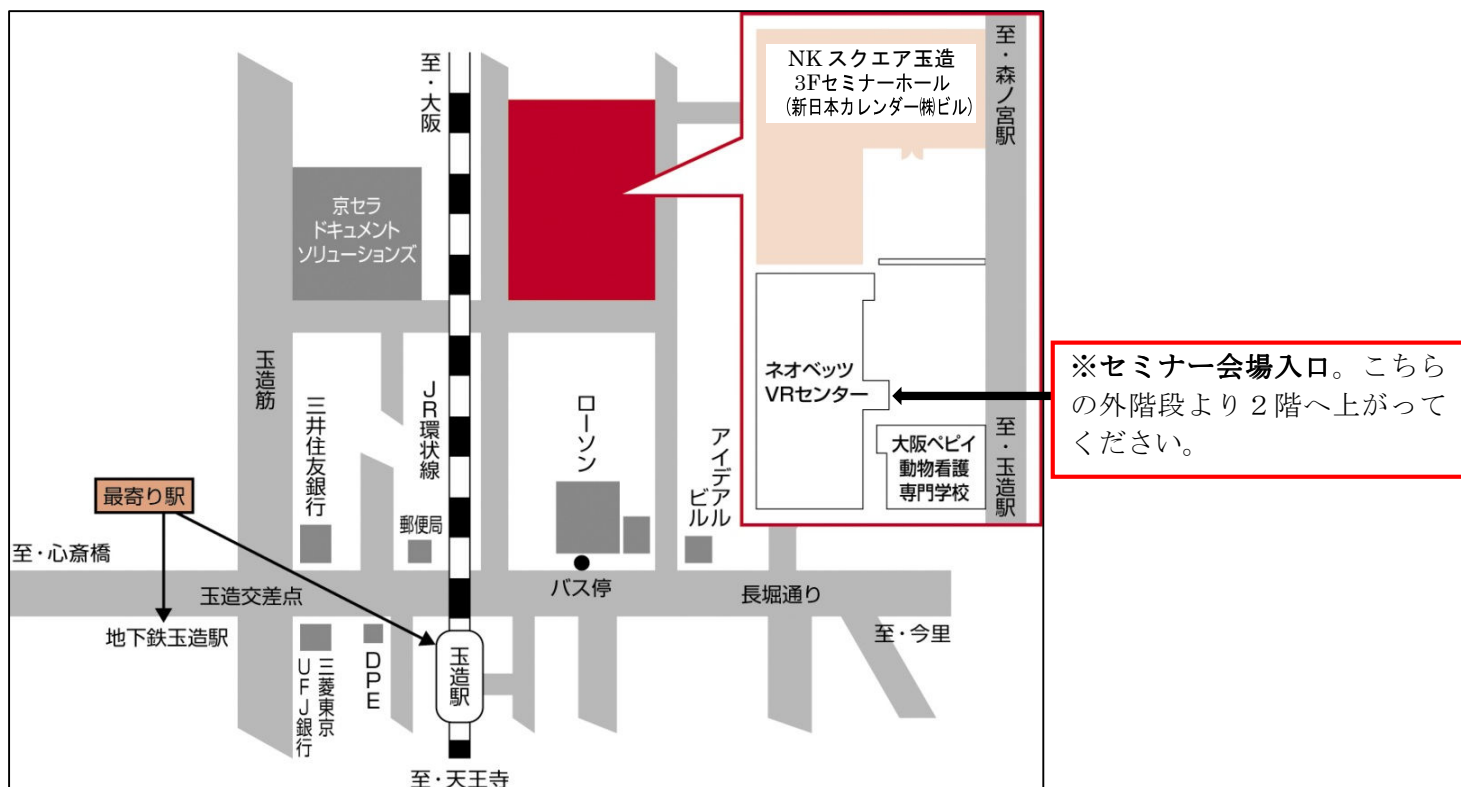 至・大阪
京セラ
ドキュメント
ソリューションズ
玉造筋
三井住友銀行
JR環状線
郵便局
ローソン
アイデアル
ビル
最寄り駅
至・心斎橋
玉造交差点
バス停
長堀通り
地下鉄玉造駅
三菱東京
UFJ銀行
DPE
玉造駅
至・今里
至・天王寺
NKスクエア玉造
3Fセミナーホール
(新日本カレンダー㈱ビル)
至・森ノ宮駅
ネオベッツ
VRセンター
大阪ペピイ
動物看護
専門学校
至・玉造駅
※セミナー会場入口。こちら
の外階段より2階へ上がって
ください。